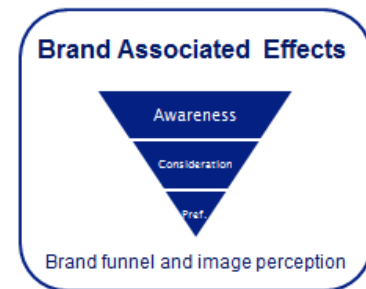 Brand Associated Effects
Awareness
Consideration
Pref.
Brand funnel and image perception